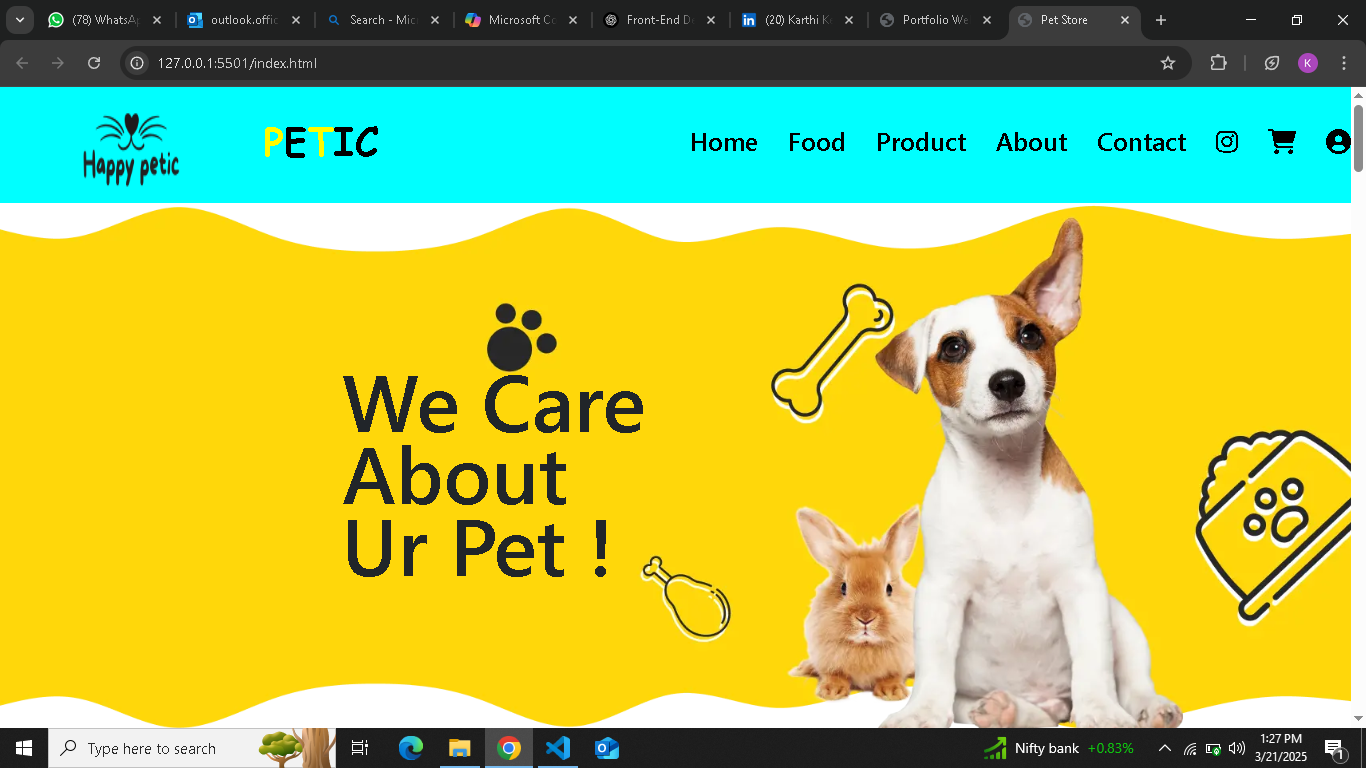 (78) WhatsA
outlook.offic
Search - Mic
Microsoft Co
Front-End De
(20) Karthi K
Portfolio We
Pet Store
127.0.0.1:5501/index.html
K
Happy petic
PETIC
Home
Food
Product
About
Contact
We Care
About
Ur Pet !
Type here to search
Nifty bank
+0.83%
1:27 PM
3/21/2025
1